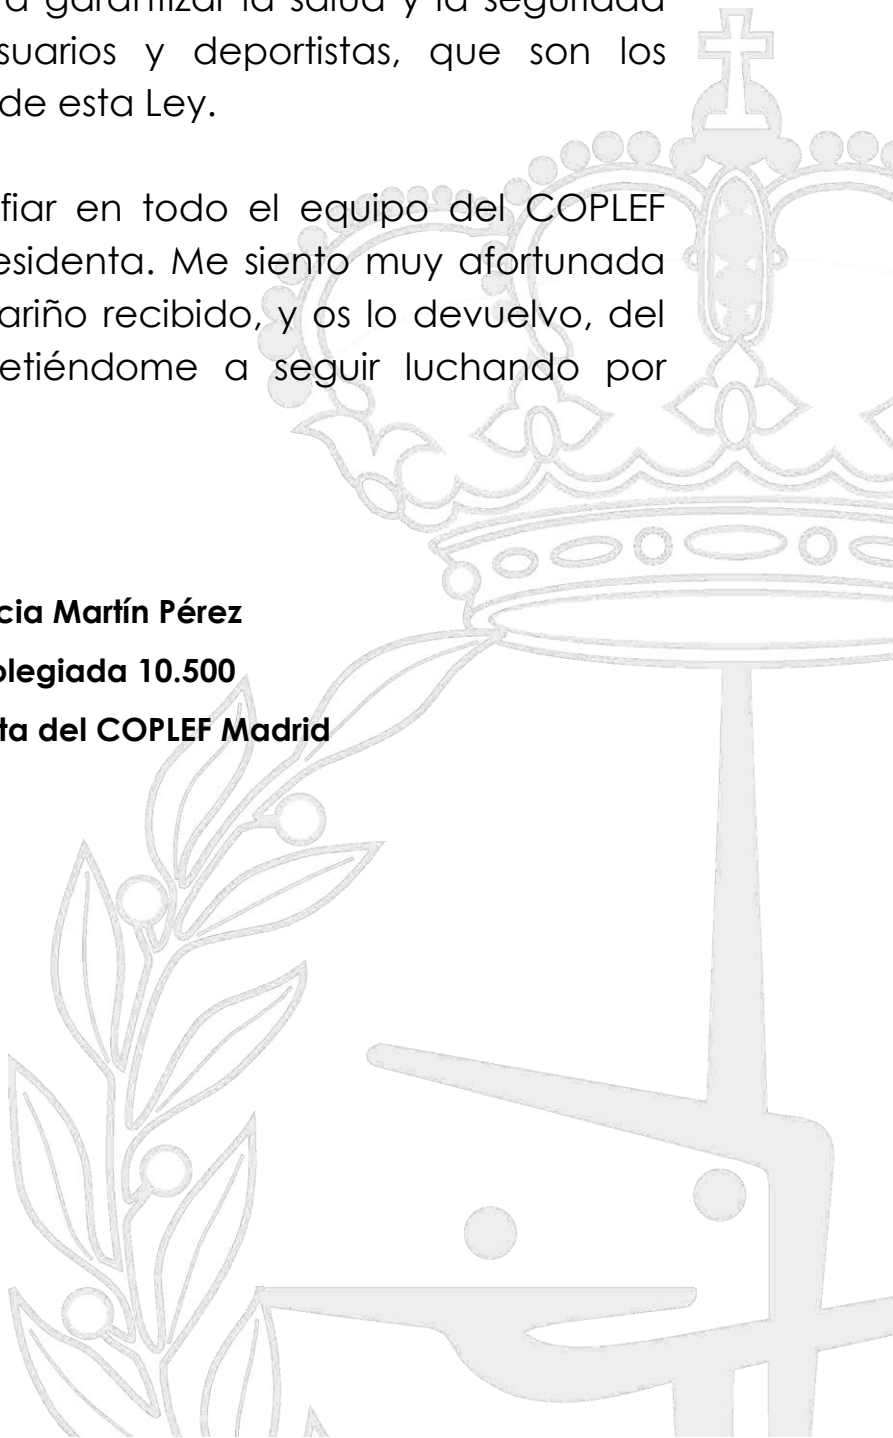 a garantizar la salud y la seguridad
suarios y deportistas, que son los
de esta Ley.
fiar en todo el equipo del COPLEF
esidenta. Me siento muy afortunada
ariño recibido, y os lo devuelvo, del
etiéndome a seguir luchando por
cia Martín Pérez
olegiada 10.500
ta del COPLEF Madrid